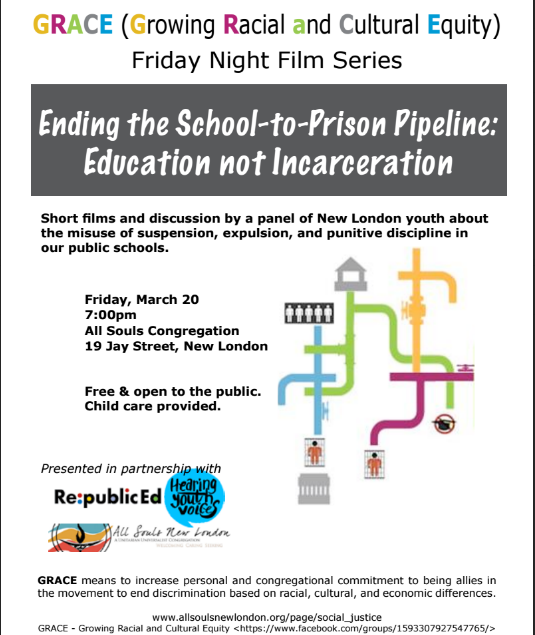 GRACE (Growing Racial and Cultural Equity)
Friday Night Film Series
Ending the School-to-Prison Pipeline:
Education not Incarceration
Short films and discussion by a panel of New London youth about
the misuse of suspension, expulsion, and punitive discipline in
our public schools.
Friday, March 20
7:00pm
All Souls Congregation
19 Jay Street, New London
Free & open to the public.
Child care provided.
Presented in partnership with
Re:publicEd
Hearing
youth
voices
All Souls New London
A UNITARIAN UNIVERSALIST CONGREGATION
GRACE means to increase personal and congregational commitment to being allies in
the movement to end discrimination based on racial, cultural, and economic differences.
www.allsoulsnewlondon.org/page/social_justice
GRACE - Growing Racial and Cultural Equity <https://www.facebook.com/groups/1593307927547765/>